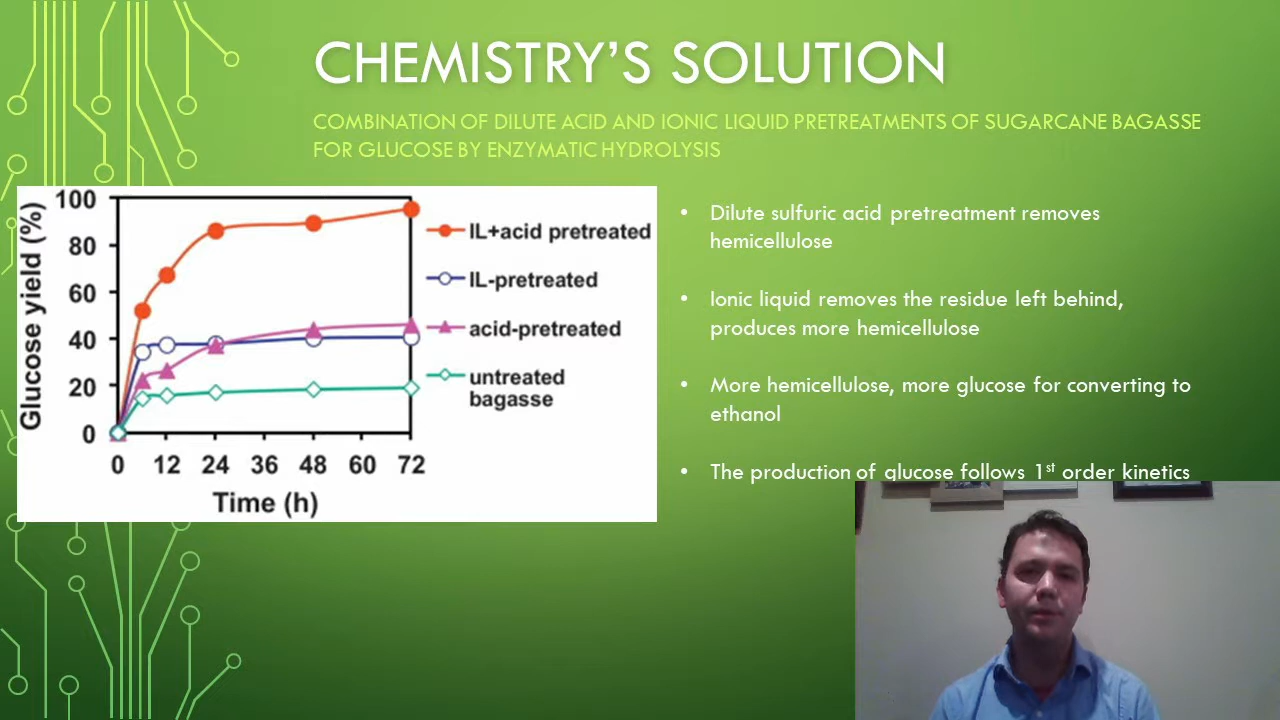 CHEMISTRY'S SOLUTION
COMBINATION OF DILUTE ACID AND IONIC LIQUID PRETREATMENTS OF SUGARCANE BAGASSE
FOR GLUCOSE BY ENZYMATIC HYDROLYSIS
Glucose yield (%)
100
80
60
40
20
0
0 12 24 36 48 60 72
Time (h)
IL+acid pretreated
IL-pretreated
acid-pretreated
untreated
bagasse
• Dilute sulfuric acid pretreatment removes
hemicellulose
• Ionic liquid removes the residue left behind,
produces more hemicellulose
• More hemicellulose, more glucose for converting to
ethanol
• The production of glucose follows 1st order kinetics